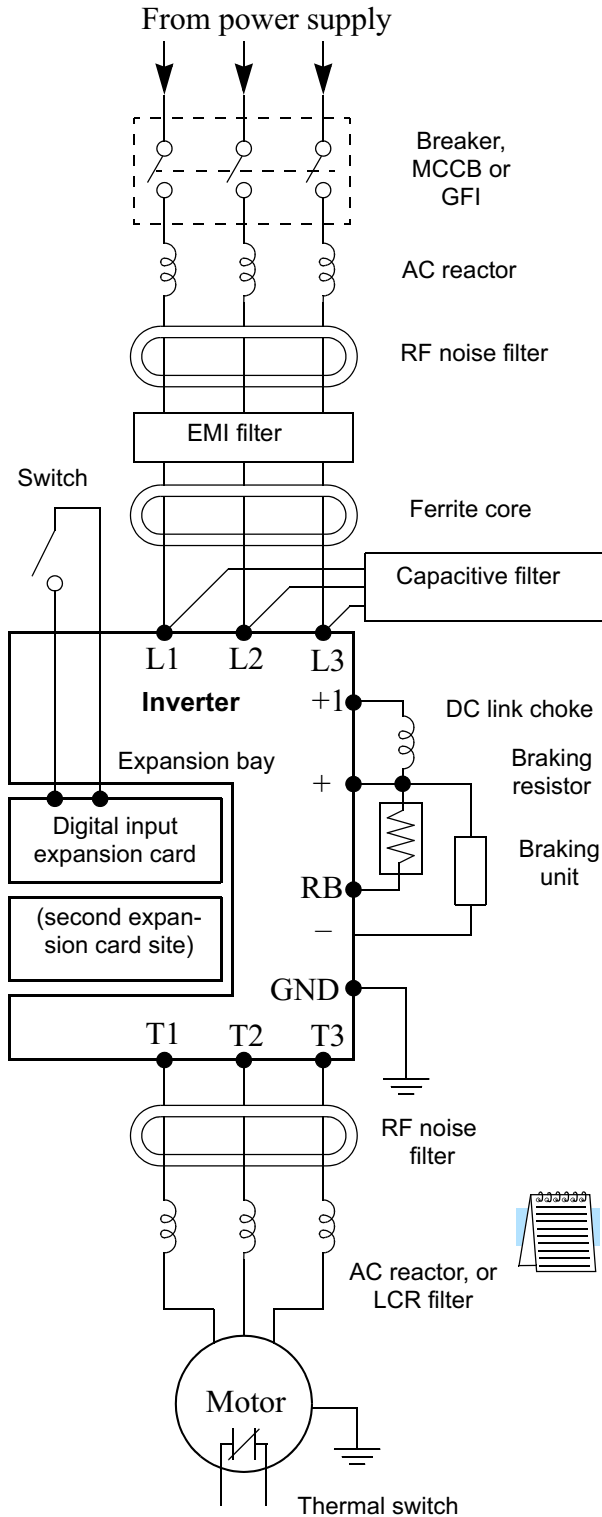 From power supply
Breaker,
MCCB or
GFI
AC reactor
RF noise filter
EMI filter
Switch
Ferrite core
Capacitive filter
L1
L2
L3
Inverter
+1
DC link choke
Expansion bay
+
Braking
resistor
Digital input
expansion card
Braking
unit
RB
(second expan-
sion card site)
–
GND
T1
T2
T3
RF noise
filter
AC reactor, or
LCR filter
Motor
Thermal switch